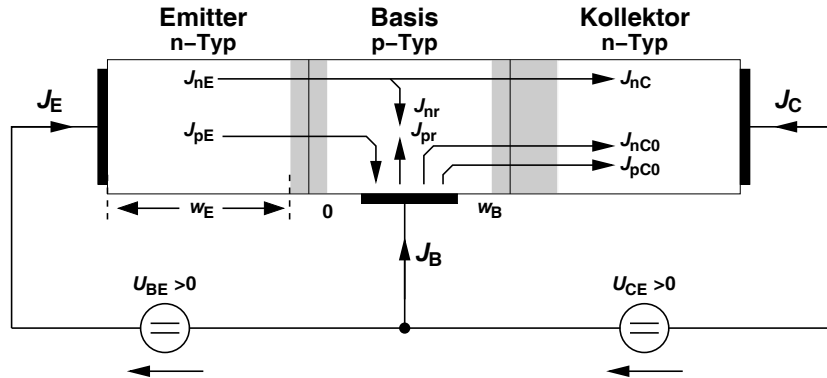 Emitter Basis Kollektor
n−Typ p−Typ n−Typ
J_E J_nE J_nC J_C
J_nr
J_pE J_pr J_nC0
J_pC0
w_E 0 w_B
J_B
U_BE >0 U_CE >0